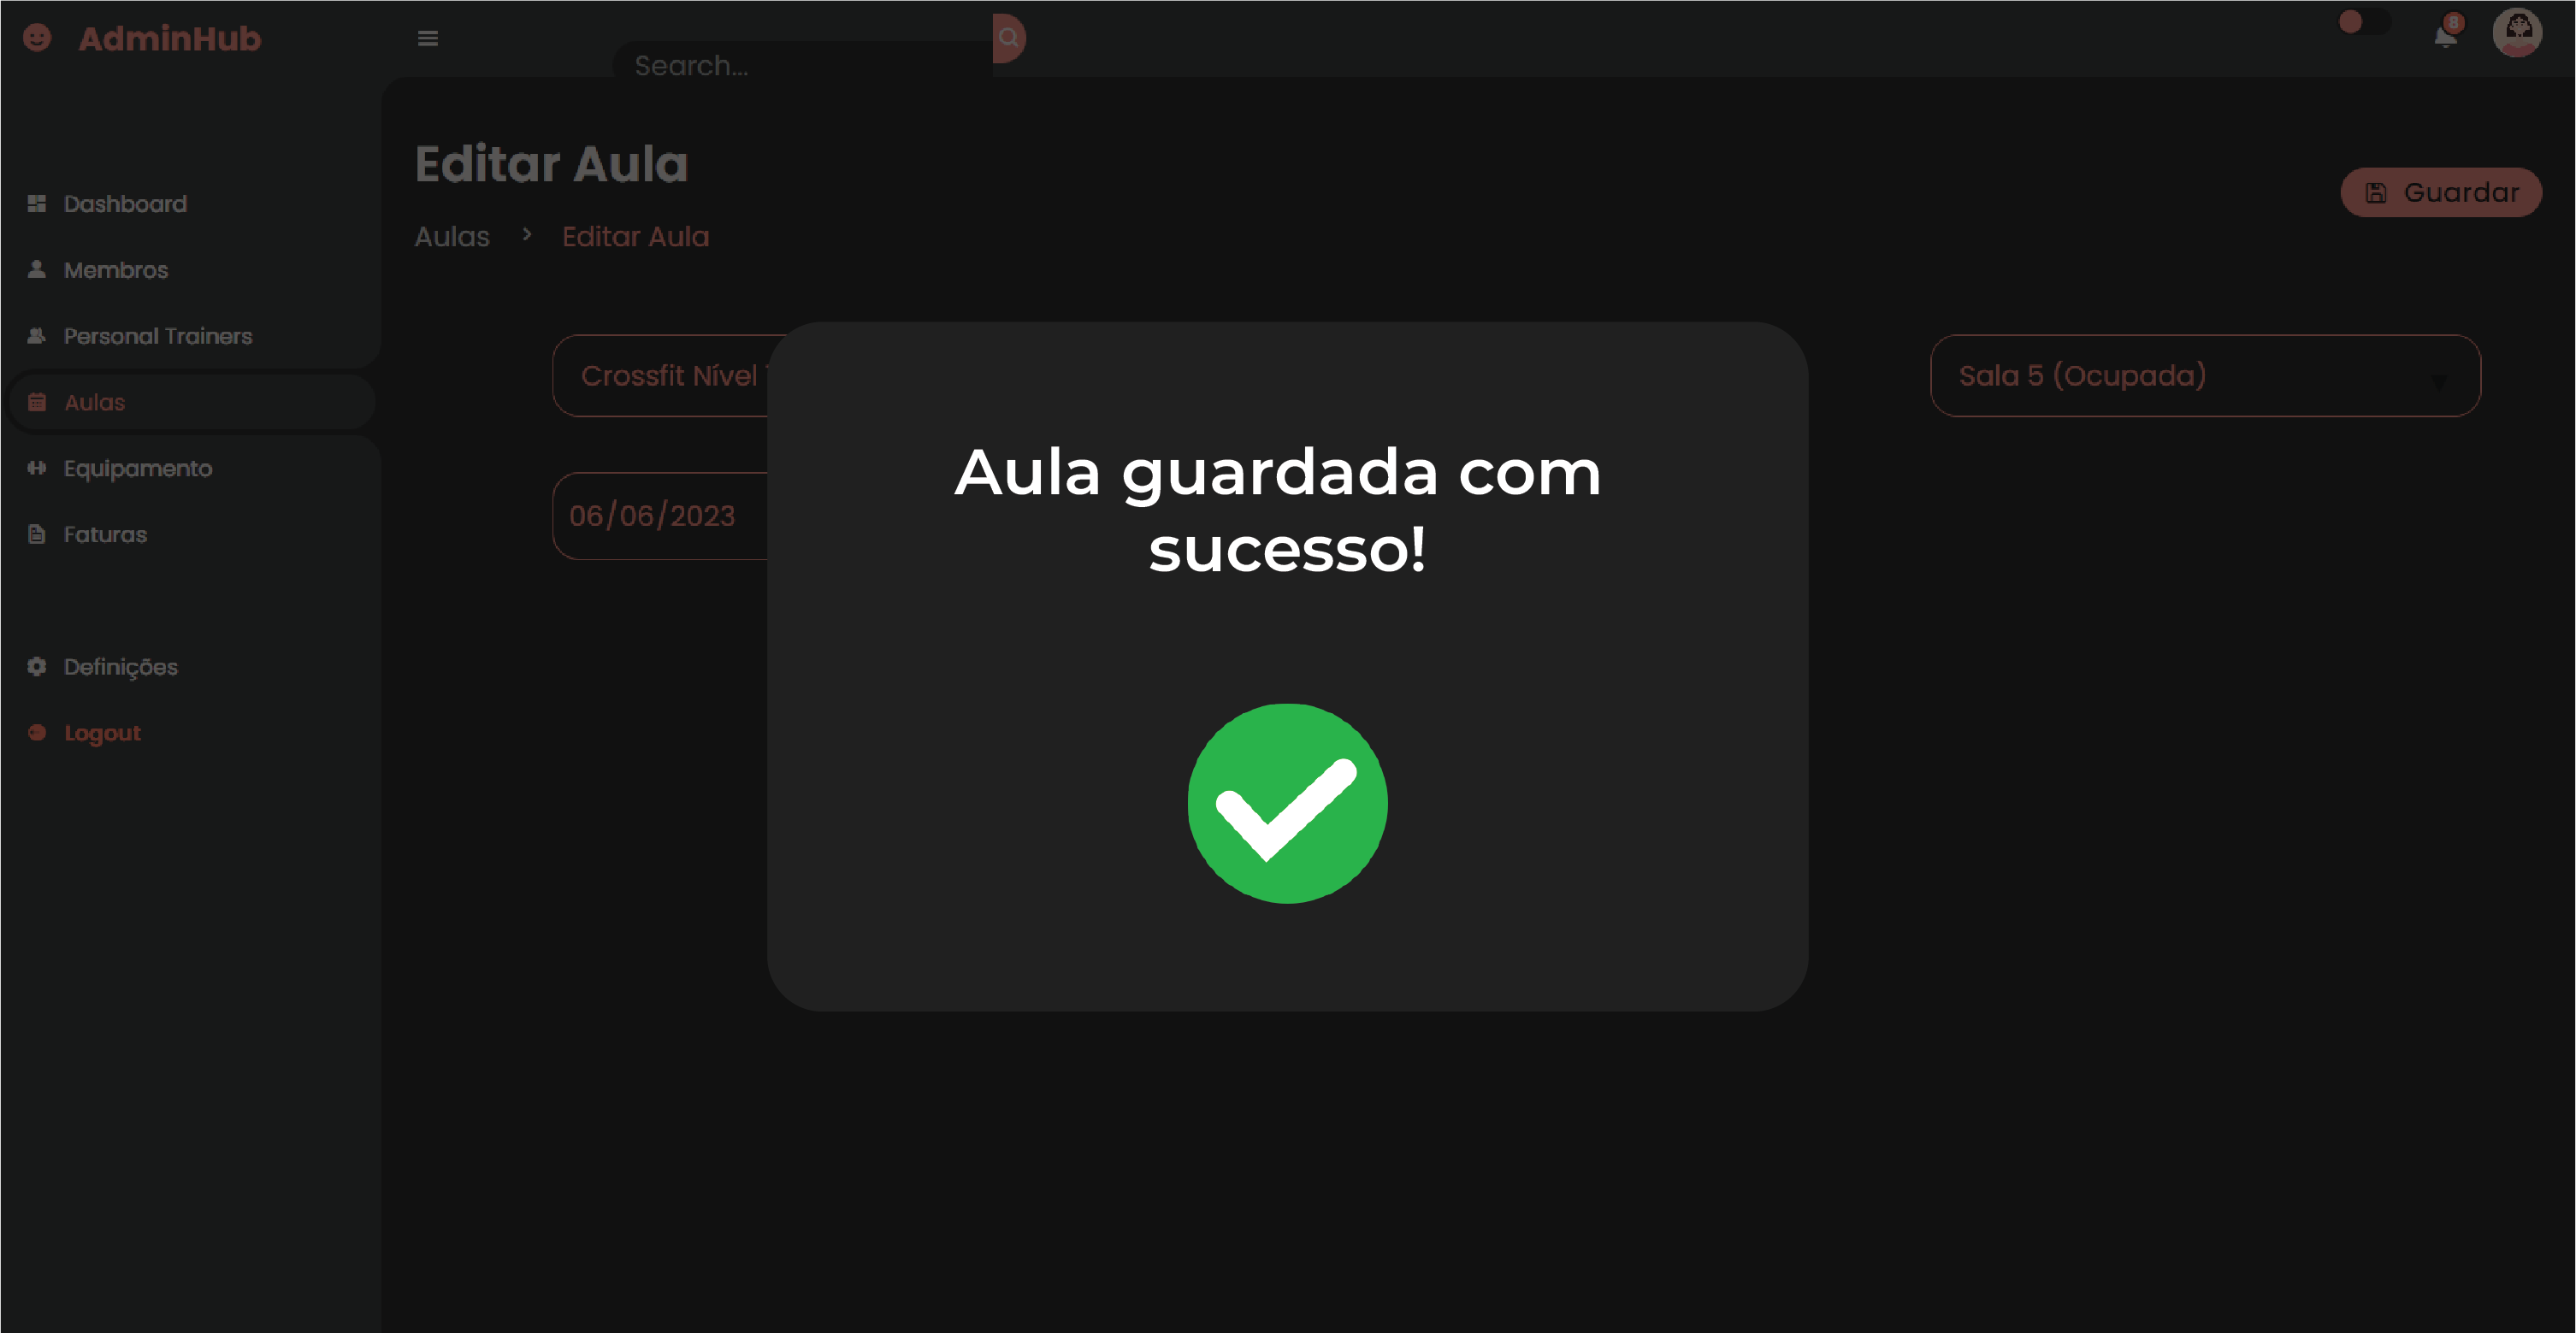 AdminHub
Search...
8
Editar Aula
Guardar
Aulas > Editar Aula
Dashboard
Membros
Personal Trainers
Aulas
Equipamento
Faturas
Definições
Logout
Crossfit Nível
Sala 5 (Ocupada)
06/06/2023
Aula guardada com
sucesso!